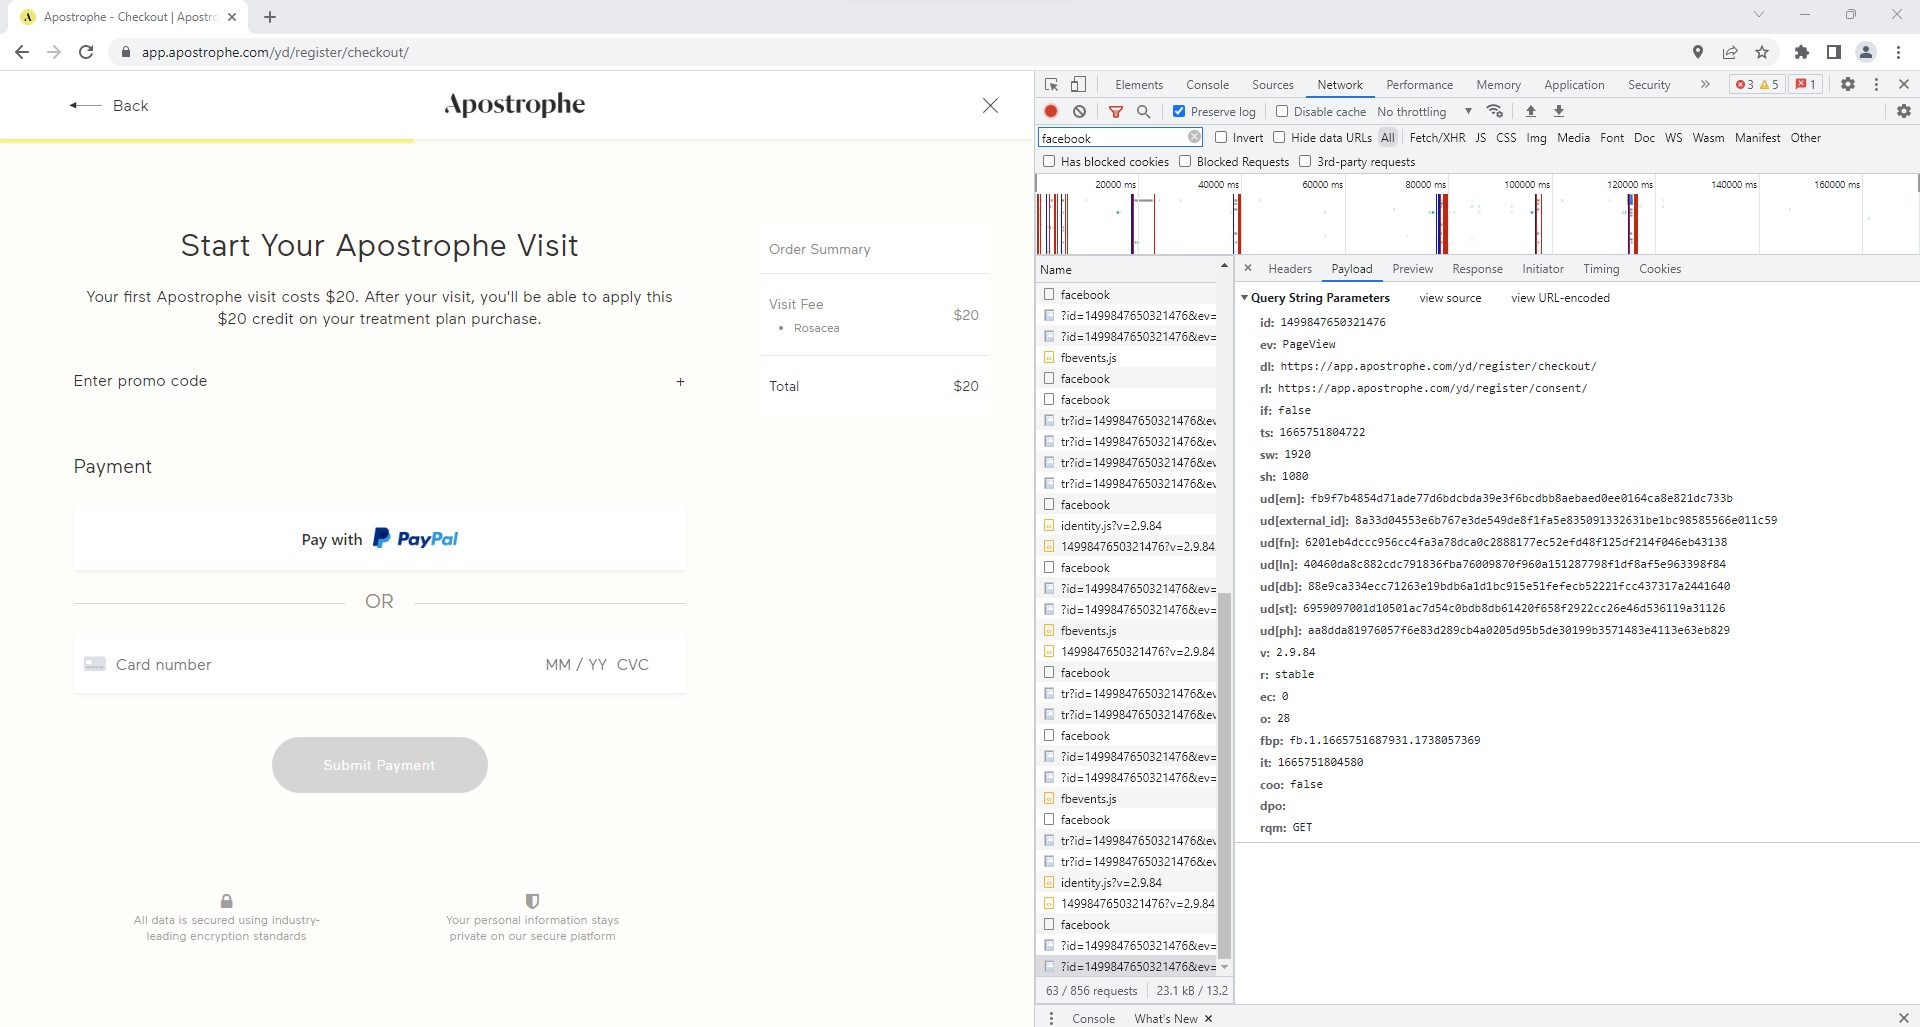 Apostrophe - Checkout | Apostro
app.apostrophe.com/yd/register/checkout/
Back
Apostrophe
Start Your Apostrophe Visit
Your first Apostrophe visit costs $20. After your visit, you'll be able to apply this
$20 credit on your treatment plan purchase.
Enter promo code +
Payment
Pay with PayPal
OR
Card number MM / YY CVC
Submit Payment
All data is secured using industry-
leading encryption standards
Your personal information stays
private on our secure platform
Order Summary
Visit Fee $20
Rosacea
Total $20
Elements Console Sources Network Performance Memory Application Security 3 5 1
Preserve log Disable cache No throttling
facebook Invert Hide data URLs All Fetch/XHR JS CSS Img Media Font Doc WS Wasm Manifest Other
Has blocked cookies Blocked Requests 3rd-party requests
20000 ms 40000 ms 60000 ms 80000 ms 100000 ms 120000 ms 140000 ms 160000 ms
Name
facebook
?id=1499847650321476&ev=
?id=1499847650321476&ev=
fbevents.js
facebook
facebook
tr?id=1499847650321476&ev
tr?id=1499847650321476&ev
tr?id=1499847650321476&ev
tr?id=1499847650321476&ev
facebook
identity.js?v=2.9.84
1499847650321476?v=2.9.84
facebook
?id=1499847650321476&ev=
?id=1499847650321476&ev=
fbevents.js
1499847650321476?v=2.9.84
facebook
tr?id=1499847650321476&ev
tr?id=1499847650321476&ev
facebook
?id=1499847650321476&ev=
?id=1499847650321476&ev=
fbevents.js
facebook
tr?id=1499847650321476&ev
tr?id=1499847650321476&ev
identity.js?v=2.9.84
1499847650321476?v=2.9.84
facebook
?id=1499847650321476&ev=
?id=1499847650321476&ev=
63 / 856 requests 23.1 kB / 13.2
Headers Payload Preview Response Initiator Timing Cookies
Query String Parameters view source view URL-encoded
id: 1499847650321476
ev: PageView
dl: https://app.apostrophe.com/yd/register/checkout/
rl: https://app.apostrophe.com/yd/register/consent/
if: false
ts: 1665751804722
sw: 1920
sh: 1080
ud[em]: fb9f7b4854d71ade77d6bdcbda39e3f6bcdbb8aebaed0ee0164ca8e821dc733b
ud[external_id]: 8a33d04553e6b767e3de549de8f1fa5e835091332631be1bc98585566e011c59
ud[fn]: 6201eb4dccc956cc4fa3a78dca0c2888177ec52efd48f125df214f046eb43138
ud[ln]: 40460da8c882cdc791836fba76009870f960a151287798f1df8af5e963398f84
ud[db]: 88e9ca334ecc71263e19bdb6a1d1bc915e51fefecb52221fcc437317a2441640
ud[st]: 6959097001d10501ac7d54c0bdb8db61420f658f2922cc26e46d536119a31126
ud[ph]: aa8dda81976057f6e83d289cb4a0205d95b5de30199b3571483e4113e63eb829
v: 2.9.84
r: stable
ec: 0
o: 28
fbp: fb.1.1665751687931.1738057369
it: 1665751804580
coo: false
dpo:
rqm: GET
Console What's New